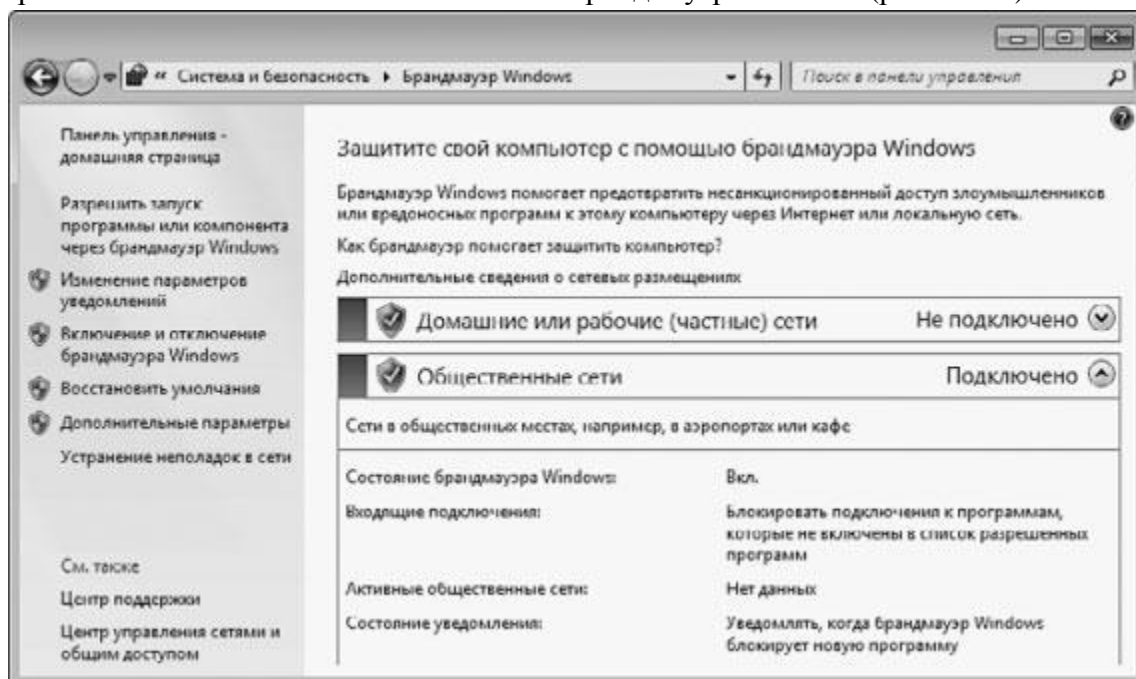 « Система и безопасность ▸ Брандмауэр Windows
Поиск в панели управления
Панель управления -
домашняя страница
Разрешить запуск
программы или компонента
через брандмауэр Windows
Изменение параметров
уведомлений
Включение и отключение
брандмауэра Windows
Восстановить умолчания
Дополнительные параметры
Устранение неполадок в сети
См. также
Центр поддержки
Центр управления сетями и
общим доступом
Защитите свой компьютер с помощью брандмауэра Windows
Брандмауэр Windows помогает предотвратить несанкционированный доступ злоумышленников
или вредоносных программ к этому компьютеру через Интернет или локальную сеть.
Как брандмауэр помогает защитить компьютер?
Дополнительные сведения о сетевых размещениях
Домашние или рабочие (частные) сети Не подключено
Общественные сети Подключено
Сети в общественных местах, например, в аэропортах или кафе
Состояние брандмауэра Windows: Вкл.
Входящие подключения: Блокировать подключения к программам,
которые не включены в список разрешенных
программ
Активные общественные сети: Нет данных
Состояние уведомления: Уведомлять, когда брандмауэр Windows
блокирует новую программу